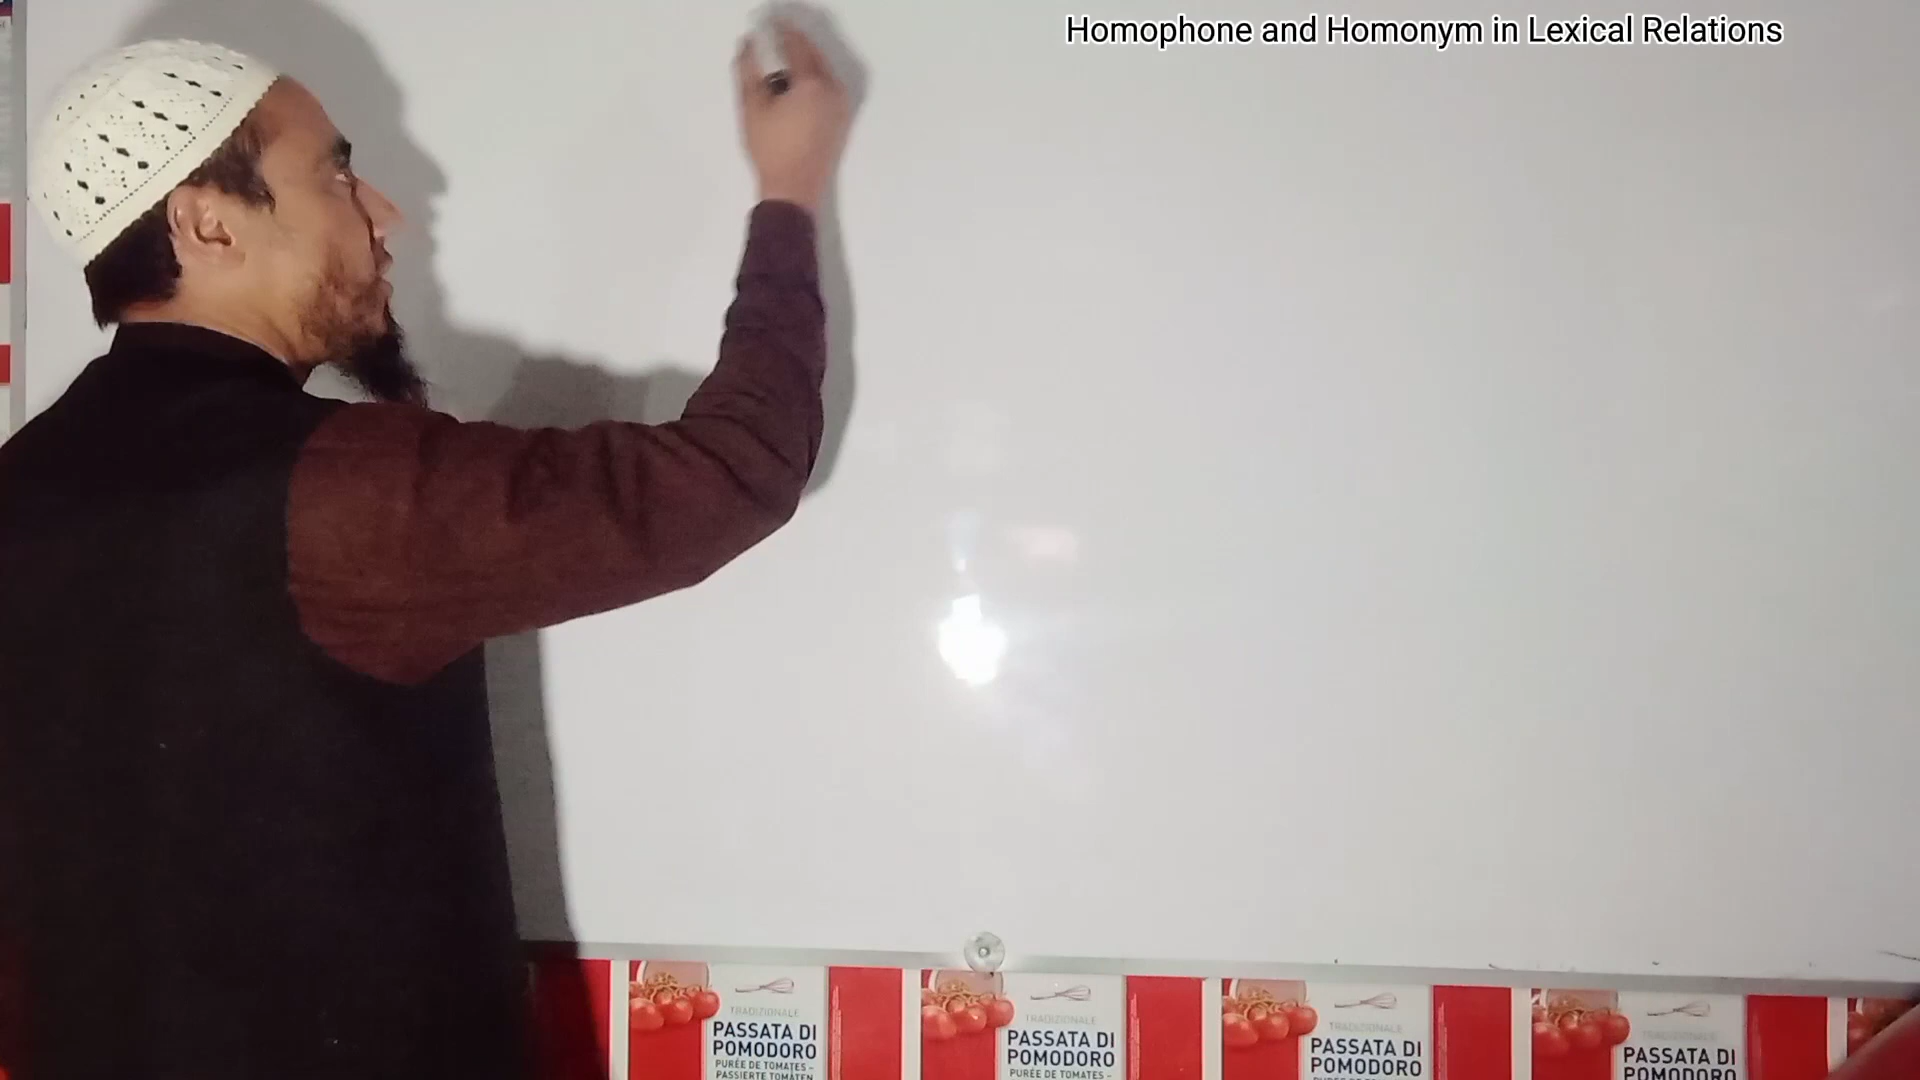 Homophone and Homonym in Lexical Relations
TRADIZIONALE
PASSATA DI
POMODORO
PURÉE DE TOMATES –
PASSIERTE TOMATEN
TRADIZIONALE
PASSATA DI
POMODORO
PURÉE DE TOMATES –
TRADIZIONALE
PASSATA DI
POMODORO
TRADIZIONALE
PASSATA DI
POMODORO